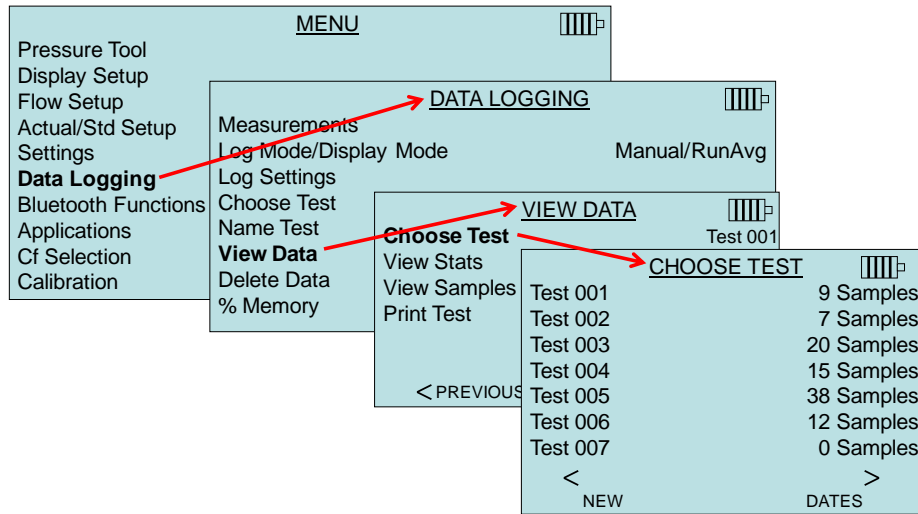 MENU
Pressure Tool
Display Setup
Flow Setup
Actual/Std Setup
Settings
Data Logging
Bluetooth Functions
Applications
Cf Selection
Calibration
DATA LOGGING
Measurements
Log Mode/Display Mode Manual/RunAvg
Log Settings
Choose Test
Name Test
View Data
Delete Data
% Memory
VIEW DATA
Choose Test Test 001
View Stats
View Samples
Print Test
< PREVIOUS
CHOOSE TEST
Test 001 9 Samples
Test 002 7 Samples
Test 003 20 Samples
Test 004 15 Samples
Test 005 38 Samples
Test 006 12 Samples
Test 007 0 Samples
< >
NEW DATES